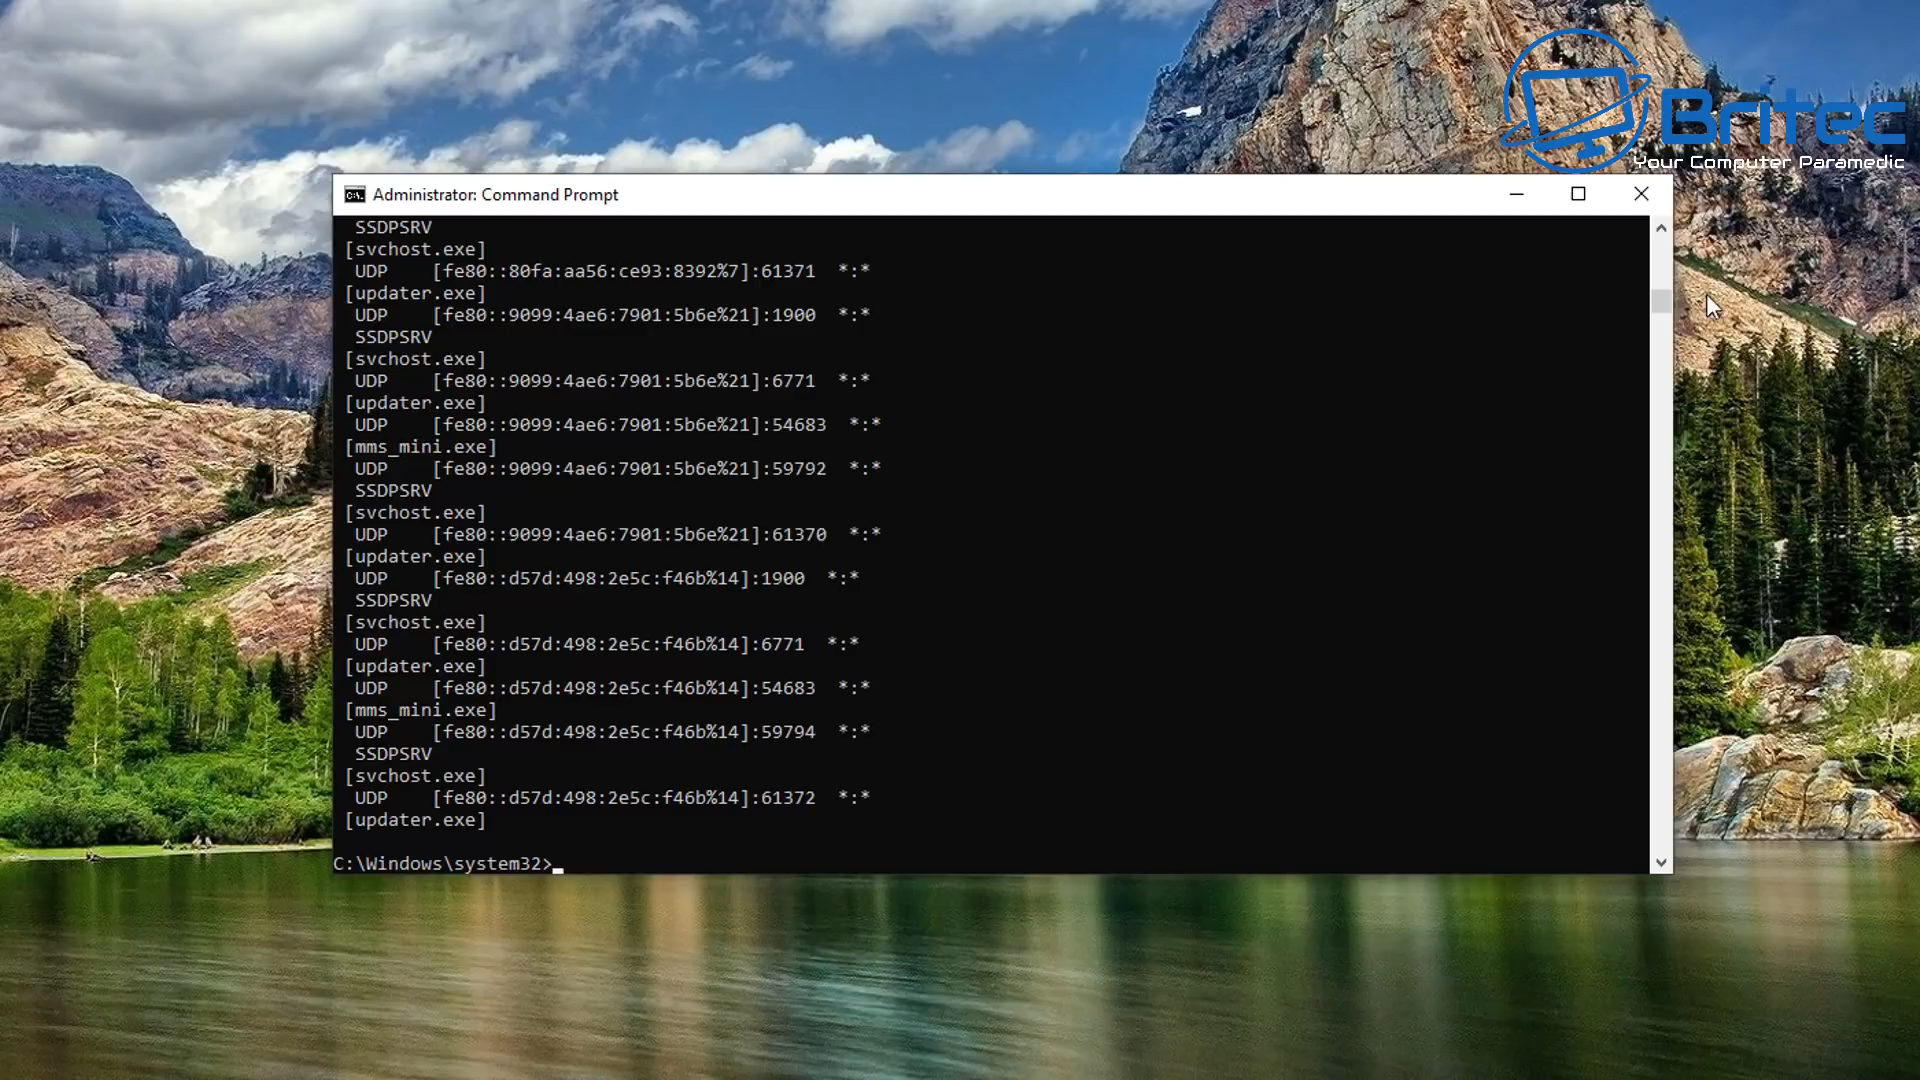 Britec
Your Computer Paramedic
Administrator: Command Prompt
SSDPSRV
[svchost.exe]
UDP [fe80::80fa:aa56:ce93:8392%7]:61371 *:*
[updater.exe]
UDP [fe80::9099:4ae6:7901:5b6e%21]:1900 *:*
SSDPSRV
[svchost.exe]
UDP [fe80::9099:4ae6:7901:5b6e%21]:6771 *:*
[updater.exe]
UDP [fe80::9099:4ae6:7901:5b6e%21]:54683 *:*
[mms_mini.exe]
UDP [fe80::9099:4ae6:7901:5b6e%21]:59792 *:*
SSDPSRV
[svchost.exe]
UDP [fe80::9099:4ae6:7901:5b6e%21]:61370 *:*
[updater.exe]
UDP [fe80::d57d:498:2e5c:f46b%14]:1900 *:*
SSDPSRV
[svchost.exe]
UDP [fe80::d57d:498:2e5c:f46b%14]:6771 *:*
[updater.exe]
UDP [fe80::d57d:498:2e5c:f46b%14]:54683 *:*
[mms_mini.exe]
UDP [fe80::d57d:498:2e5c:f46b%14]:59794 *:*
SSDPSRV
[svchost.exe]
UDP [fe80::d57d:498:2e5c:f46b%14]:61372 *:*
[updater.exe]
C:\Windows\system32>